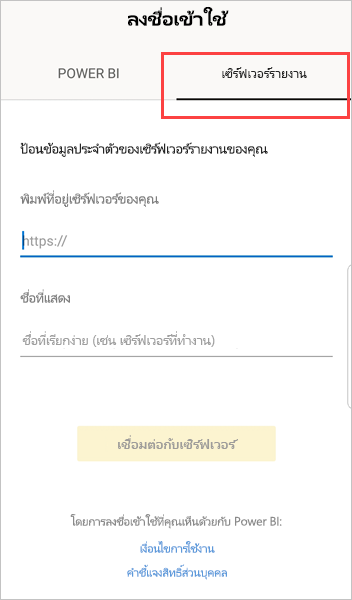 ลงชื่อเข้าใช้
POWER BI
เซิร์ฟเวอร์รายงาน
ป้อนข้อมูลประจำตัวของเซิร์ฟเวอร์รายงานของคุณ
พิมพ์ที่อยู่เซิร์ฟเวอร์ของคุณ
https://
ชื่อที่แสดง
ชื่อที่เรียกง่าย (เช่น เซิร์ฟเวอร์ที่ทำงาน)
เชื่อมต่อกับเซิร์ฟเวอร์
โดยการลงชื่อเข้าใช้ที่คุณเห็นด้วยกับ Power BI:
เงื่อนไขการใช้งาน
คำชี้แจงสิทธิ์ส่วนบุคคล